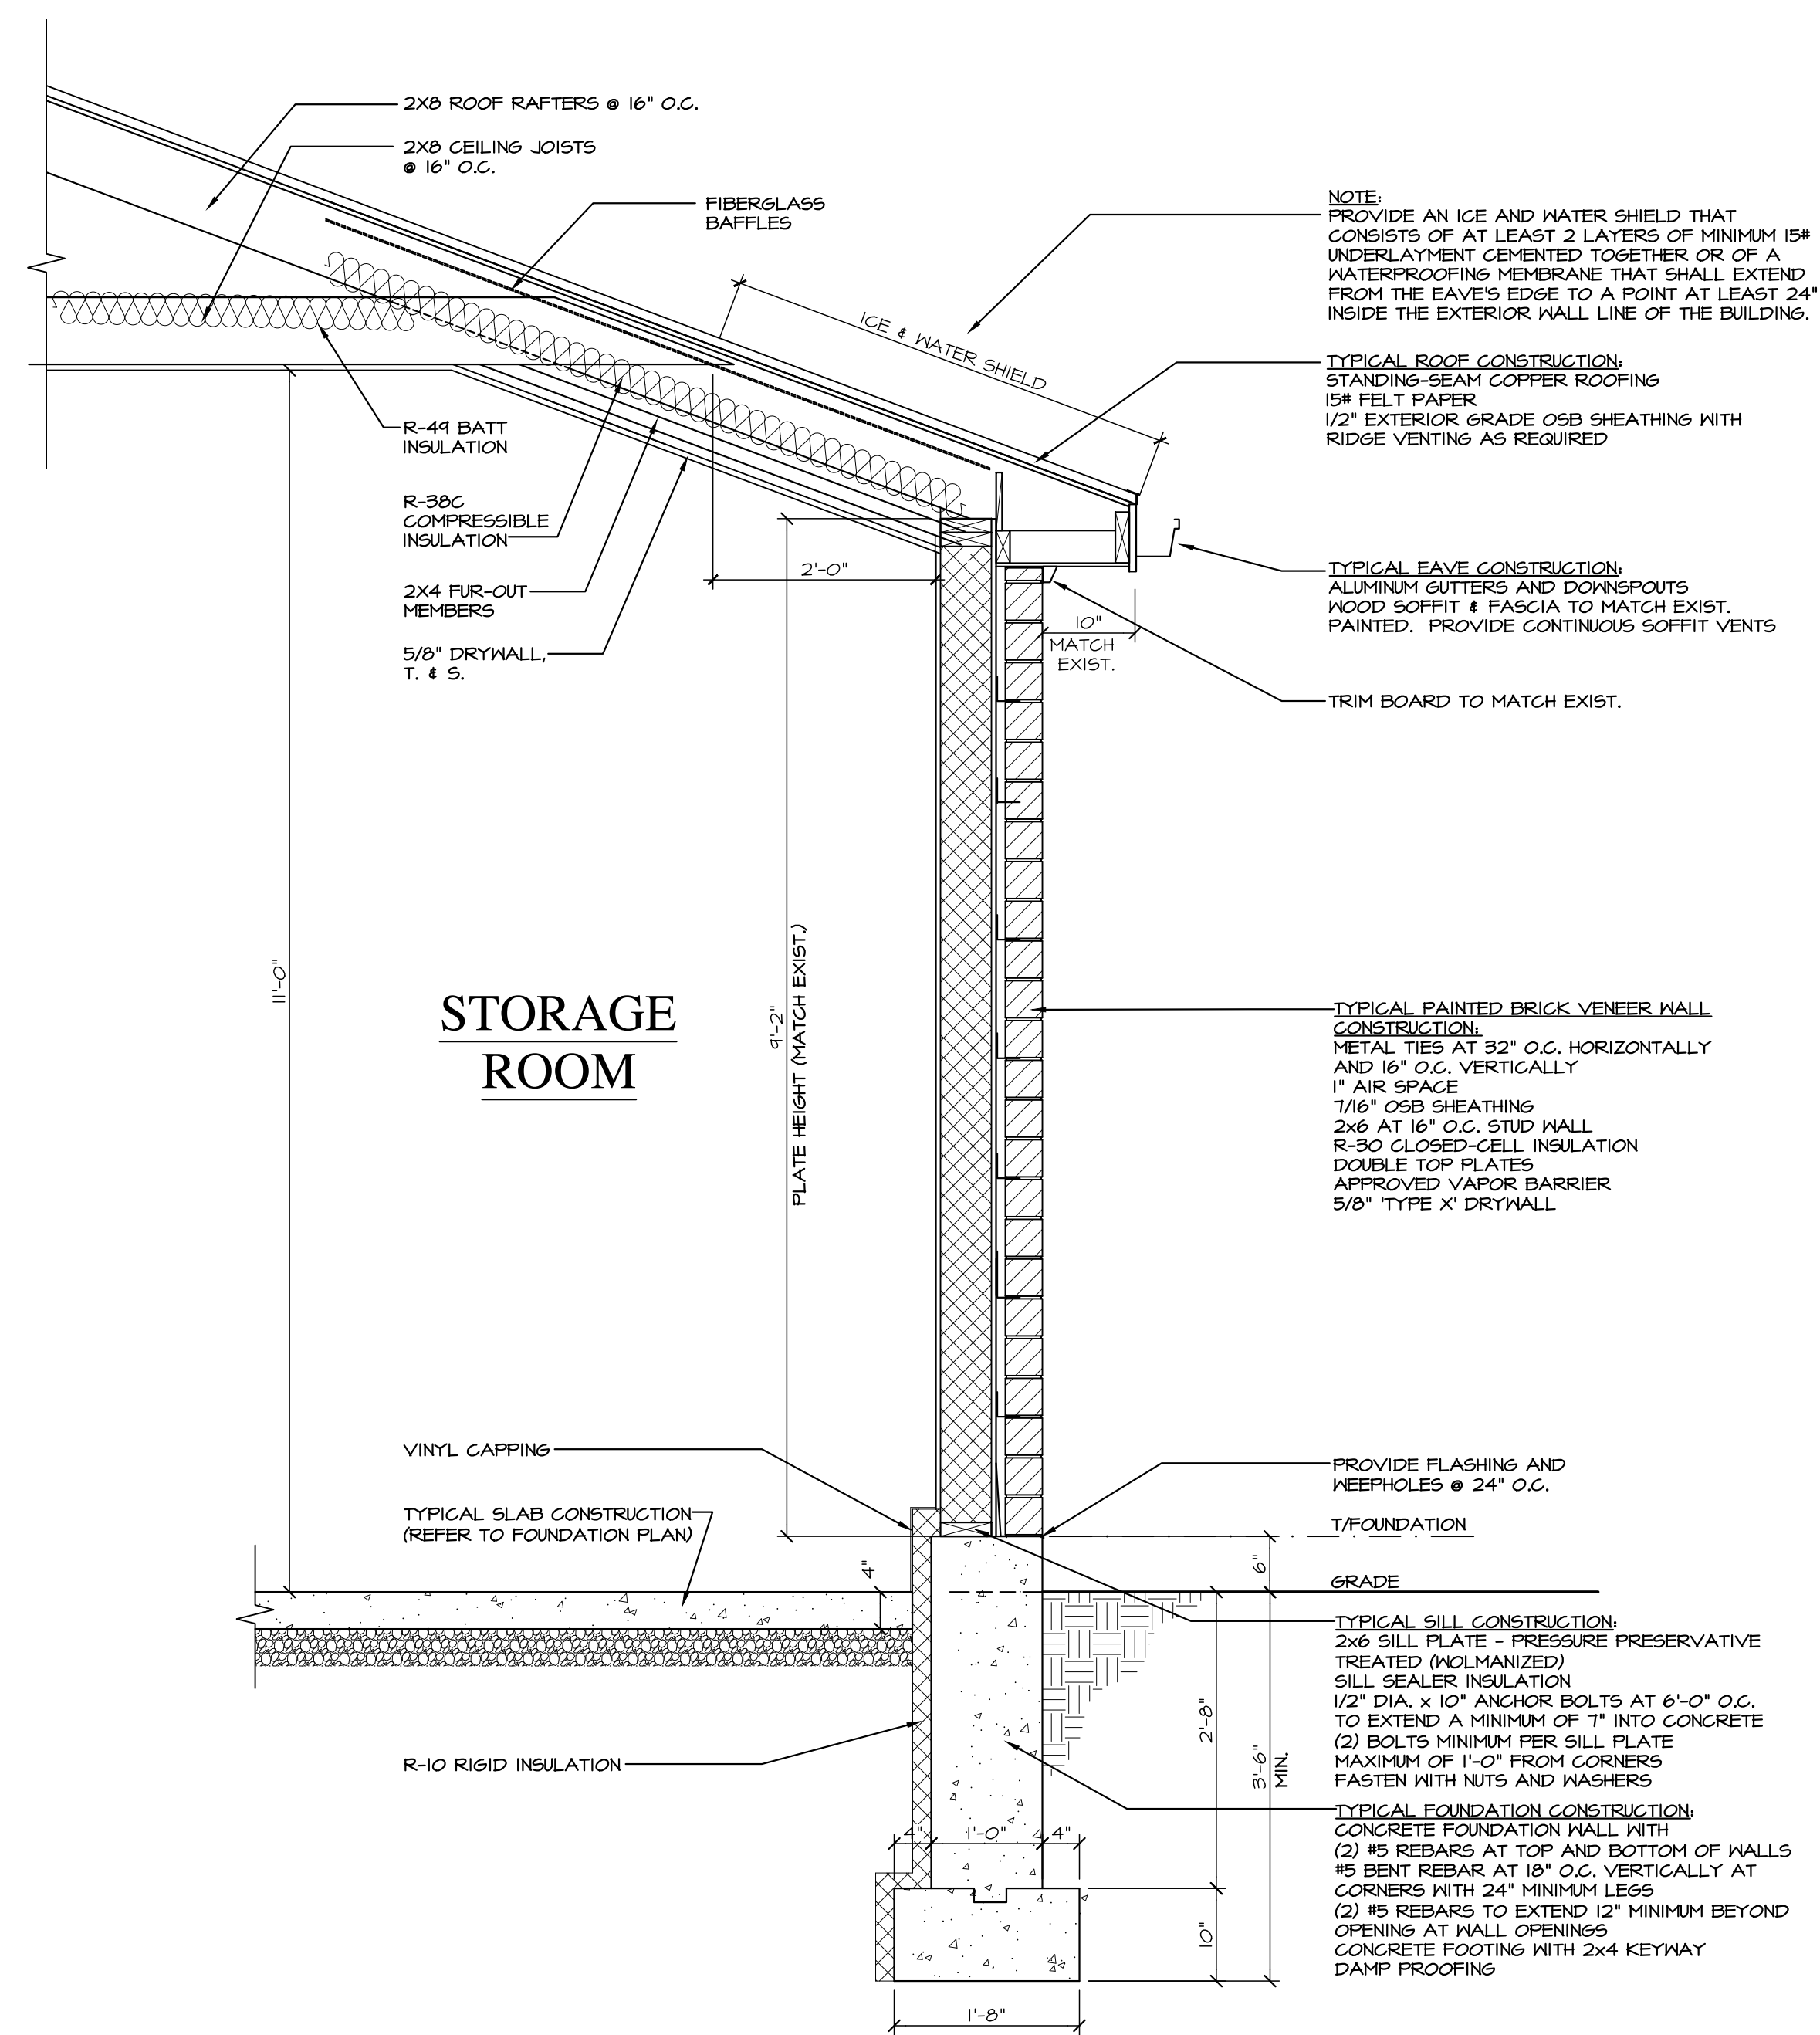 2X8 ROOF RAFTERS @ 16" O.C.
2X8 CEILING JOISTS
@ 16" O.C.
FIBERGLASS
BAFFLES
ICE & WATER SHIELD
NOTE:
PROVIDE AN ICE AND WATER SHIELD THAT
CONSISTS OF AT LEAST 2 LAYERS OF MINIMUM 15#
UNDERLAYMENT CEMENTED TOGETHER OR OF A
WATERPROOFING MEMBRANE THAT SHALL EXTEND
FROM THE EAVE'S EDGE TO A POINT AT LEAST 24"
INSIDE THE EXTERIOR WALL LINE OF THE BUILDING.
TYPICAL ROOF CONSTRUCTION:
STANDING-SEAM COPPER ROOFING
15# FELT PAPER
1/2" EXTERIOR GRADE OSB SHEATHING WITH
RIDGE VENTING AS REQUIRED
R-49 BATT
INSULATION
R-38C
COMPRESSIBLE
INSULATION
2X4 FUR-OUT
MEMBERS
5/8" DRYWALL,
T. & S.
2'-0"
10"
MATCH
EXIST.
TYPICAL EAVE CONSTRUCTION:
ALUMINUM GUTTERS AND DOWNSPOUTS
WOOD SOFFIT & FASCIA TO MATCH EXIST.
PAINTED. PROVIDE CONTINUOUS SOFFIT VENTS
TRIM BOARD TO MATCH EXIST.
11'-0"
STORAGE
ROOM
9'-2"
PLATE HEIGHT (MATCH EXIST.)
TYPICAL PAINTED BRICK VENEER WALL
CONSTRUCTION:
METAL TIES AT 32" O.C. HORIZONTALLY
AND 16" O.C. VERTICALLY
1" AIR SPACE
7/16" OSB SHEATHING
2x6 AT 16" O.C. STUD WALL
R-30 CLOSED-CELL INSULATION
DOUBLE TOP PLATES
APPROVED VAPOR BARRIER
5/8" 'TYPE X' DRYWALL
VINYL CAPPING
TYPICAL SLAB CONSTRUCTION
(REFER TO FOUNDATION PLAN)
4"
R-10 RIGID INSULATION
PROVIDE FLASHING AND
WEEPHOLES @ 24" O.C.
T/FOUNDATION
6"
GRADE
TYPICAL SILL CONSTRUCTION:
2x6 SILL PLATE - PRESSURE PRESERVATIVE
TREATED (WOLMANIZED)
SILL SEALER INSULATION
1/2" DIA. x 10" ANCHOR BOLTS AT 6'-0" O.C.
TO EXTEND A MINIMUM OF 7" INTO CONCRETE
(2) BOLTS MINIMUM PER SILL PLATE
MAXIMUM OF 1'-0" FROM CORNERS
FASTEN WITH NUTS AND WASHERS
2'-8"
3'-6"
MIN.
TYPICAL FOUNDATION CONSTRUCTION:
CONCRETE FOUNDATION WALL WITH
(2) #5 REBARS AT TOP AND BOTTOM OF WALLS
#5 BENT REBAR AT 18" O.C. VERTICALLY AT
CORNERS WITH 24" MINIMUM LEGS
(2) #5 REBARS TO EXTEND 12" MINIMUM BEYOND
OPENING AT WALL OPENINGS
CONCRETE FOOTING WITH 2x4 KEYWAY
DAMP PROOFING
4" 1'-0" 4"
10"
1'-8"